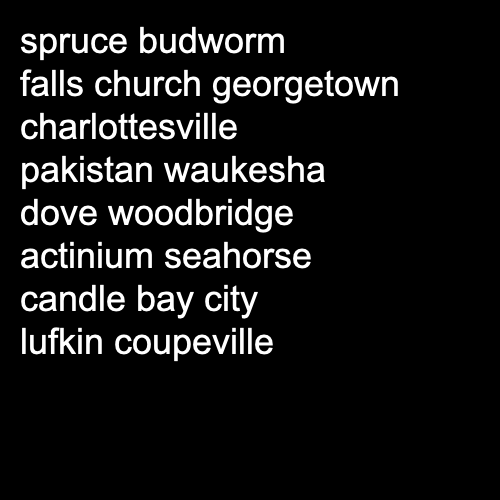 spruce budworm
falls church georgetown
charlottesville
pakistan waukesha
dove woodbridge
actinium seahorse
candle bay city
lufkin coupeville